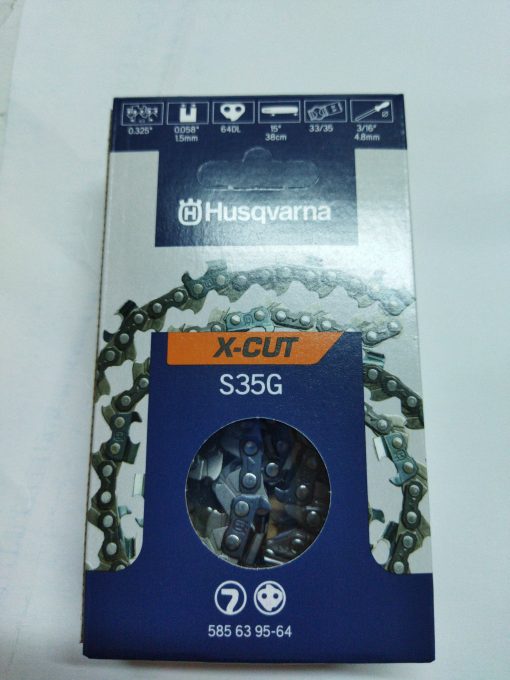 0.325" 0.058" 64DL 15" 33/35 3/16"
1.5mm 38cm 4.8mm
Husqvarna
X-CUT
S35G
585 63 95-64